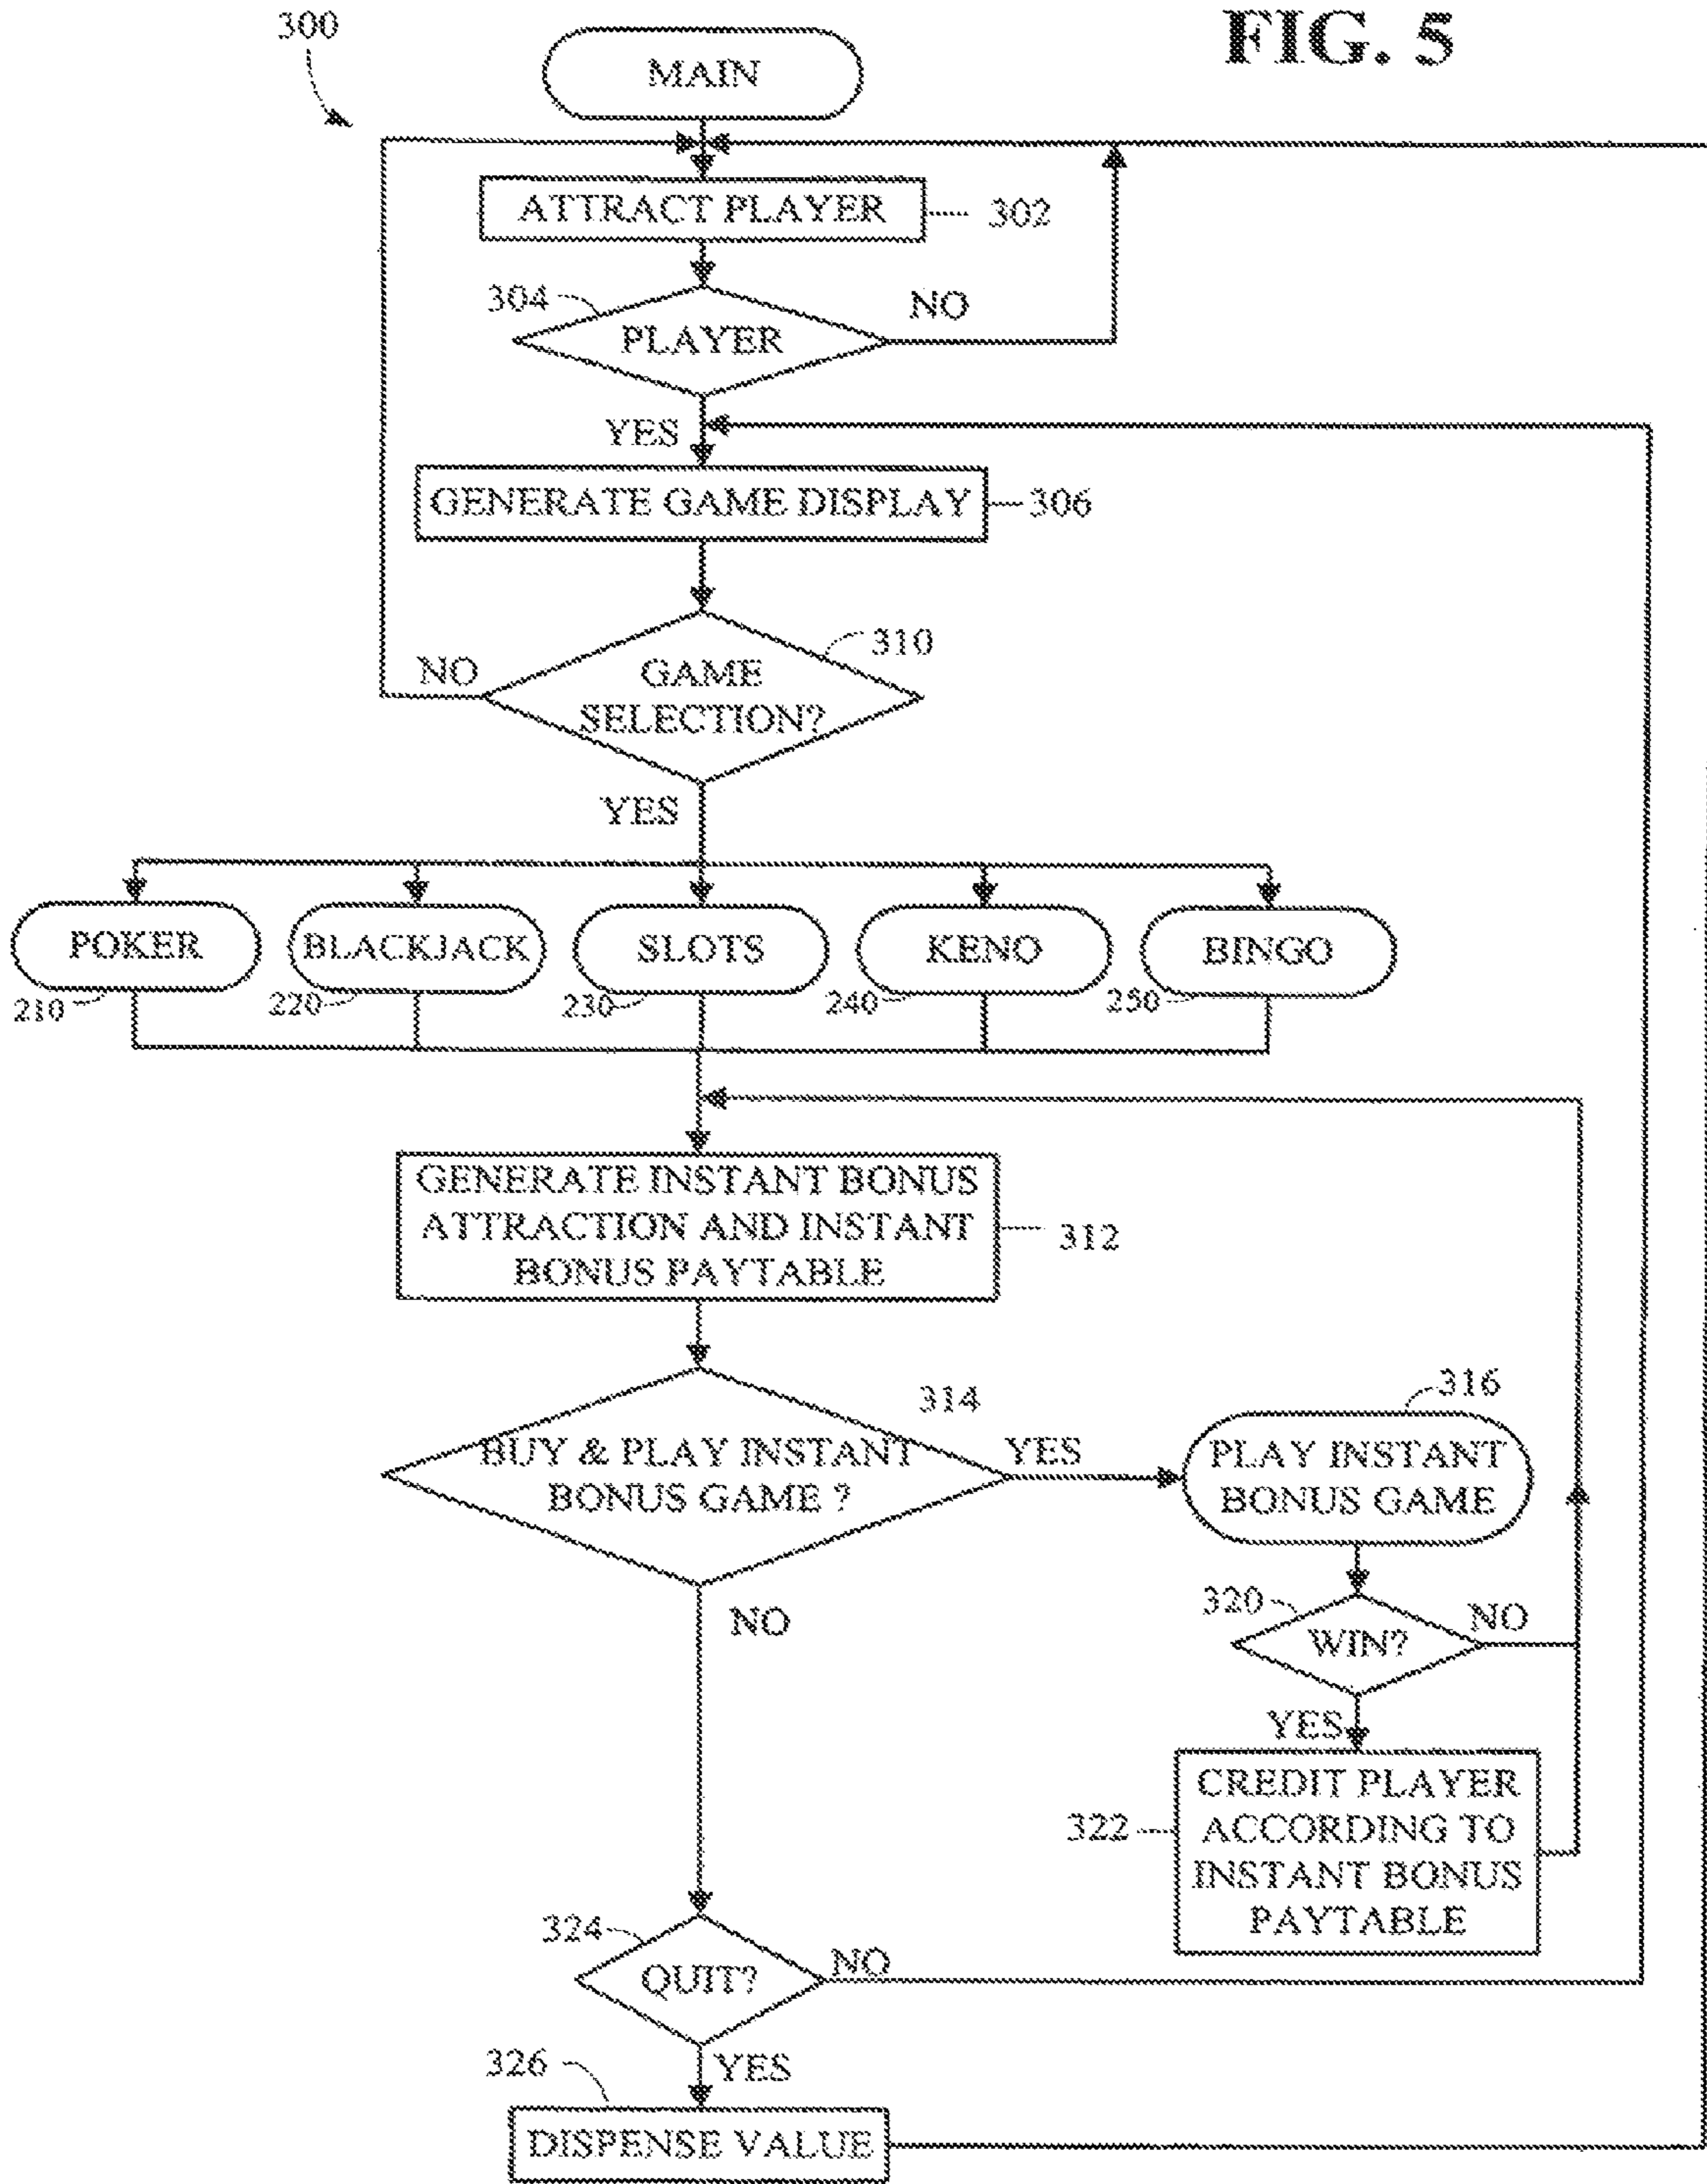 FIG. 5
300
MAIN
ATTRACT PLAYER
302
304
PLAYER
NO
YES
GENERATE GAME DISPLAY
306
310
NO
GAME
SELECTION?
YES
POKER
BLACKJACK
SLOTS
KENO
BINGO
210
220
230
240
250
GENERATE INSTANT BONUS
ATTRACTION AND INSTANT
BONUS PAYTABLE
312
314
BUY & PLAY INSTANT
BONUS GAME ?
YES
316
PLAY INSTANT
BONUS GAME
NO
320
WIN?
NO
YES
322
CREDIT PLAYER
ACCORDING TO
INSTANT BONUS
PAYTABLE
324
QUIT?
NO
YES
326
DISPENSE VALUE